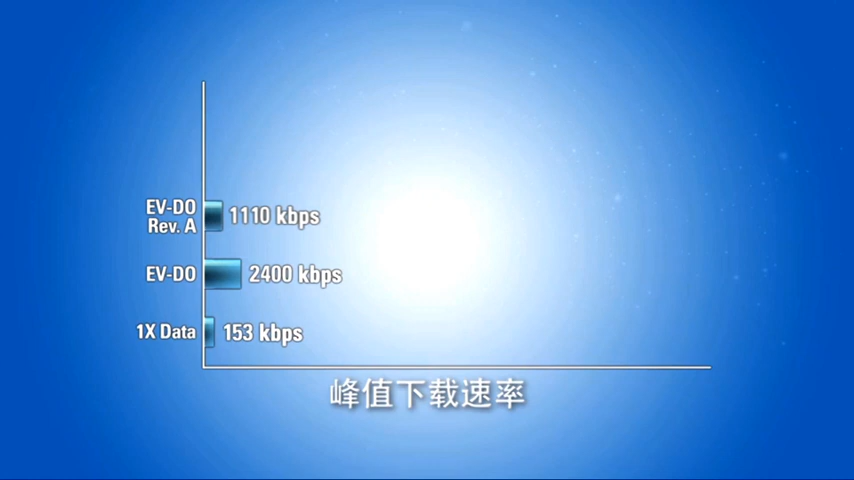 EV-DO
Rev. A
1110 kbps
EV-DO
2400 kbps
1X Data
153 kbps
峰值下载速率